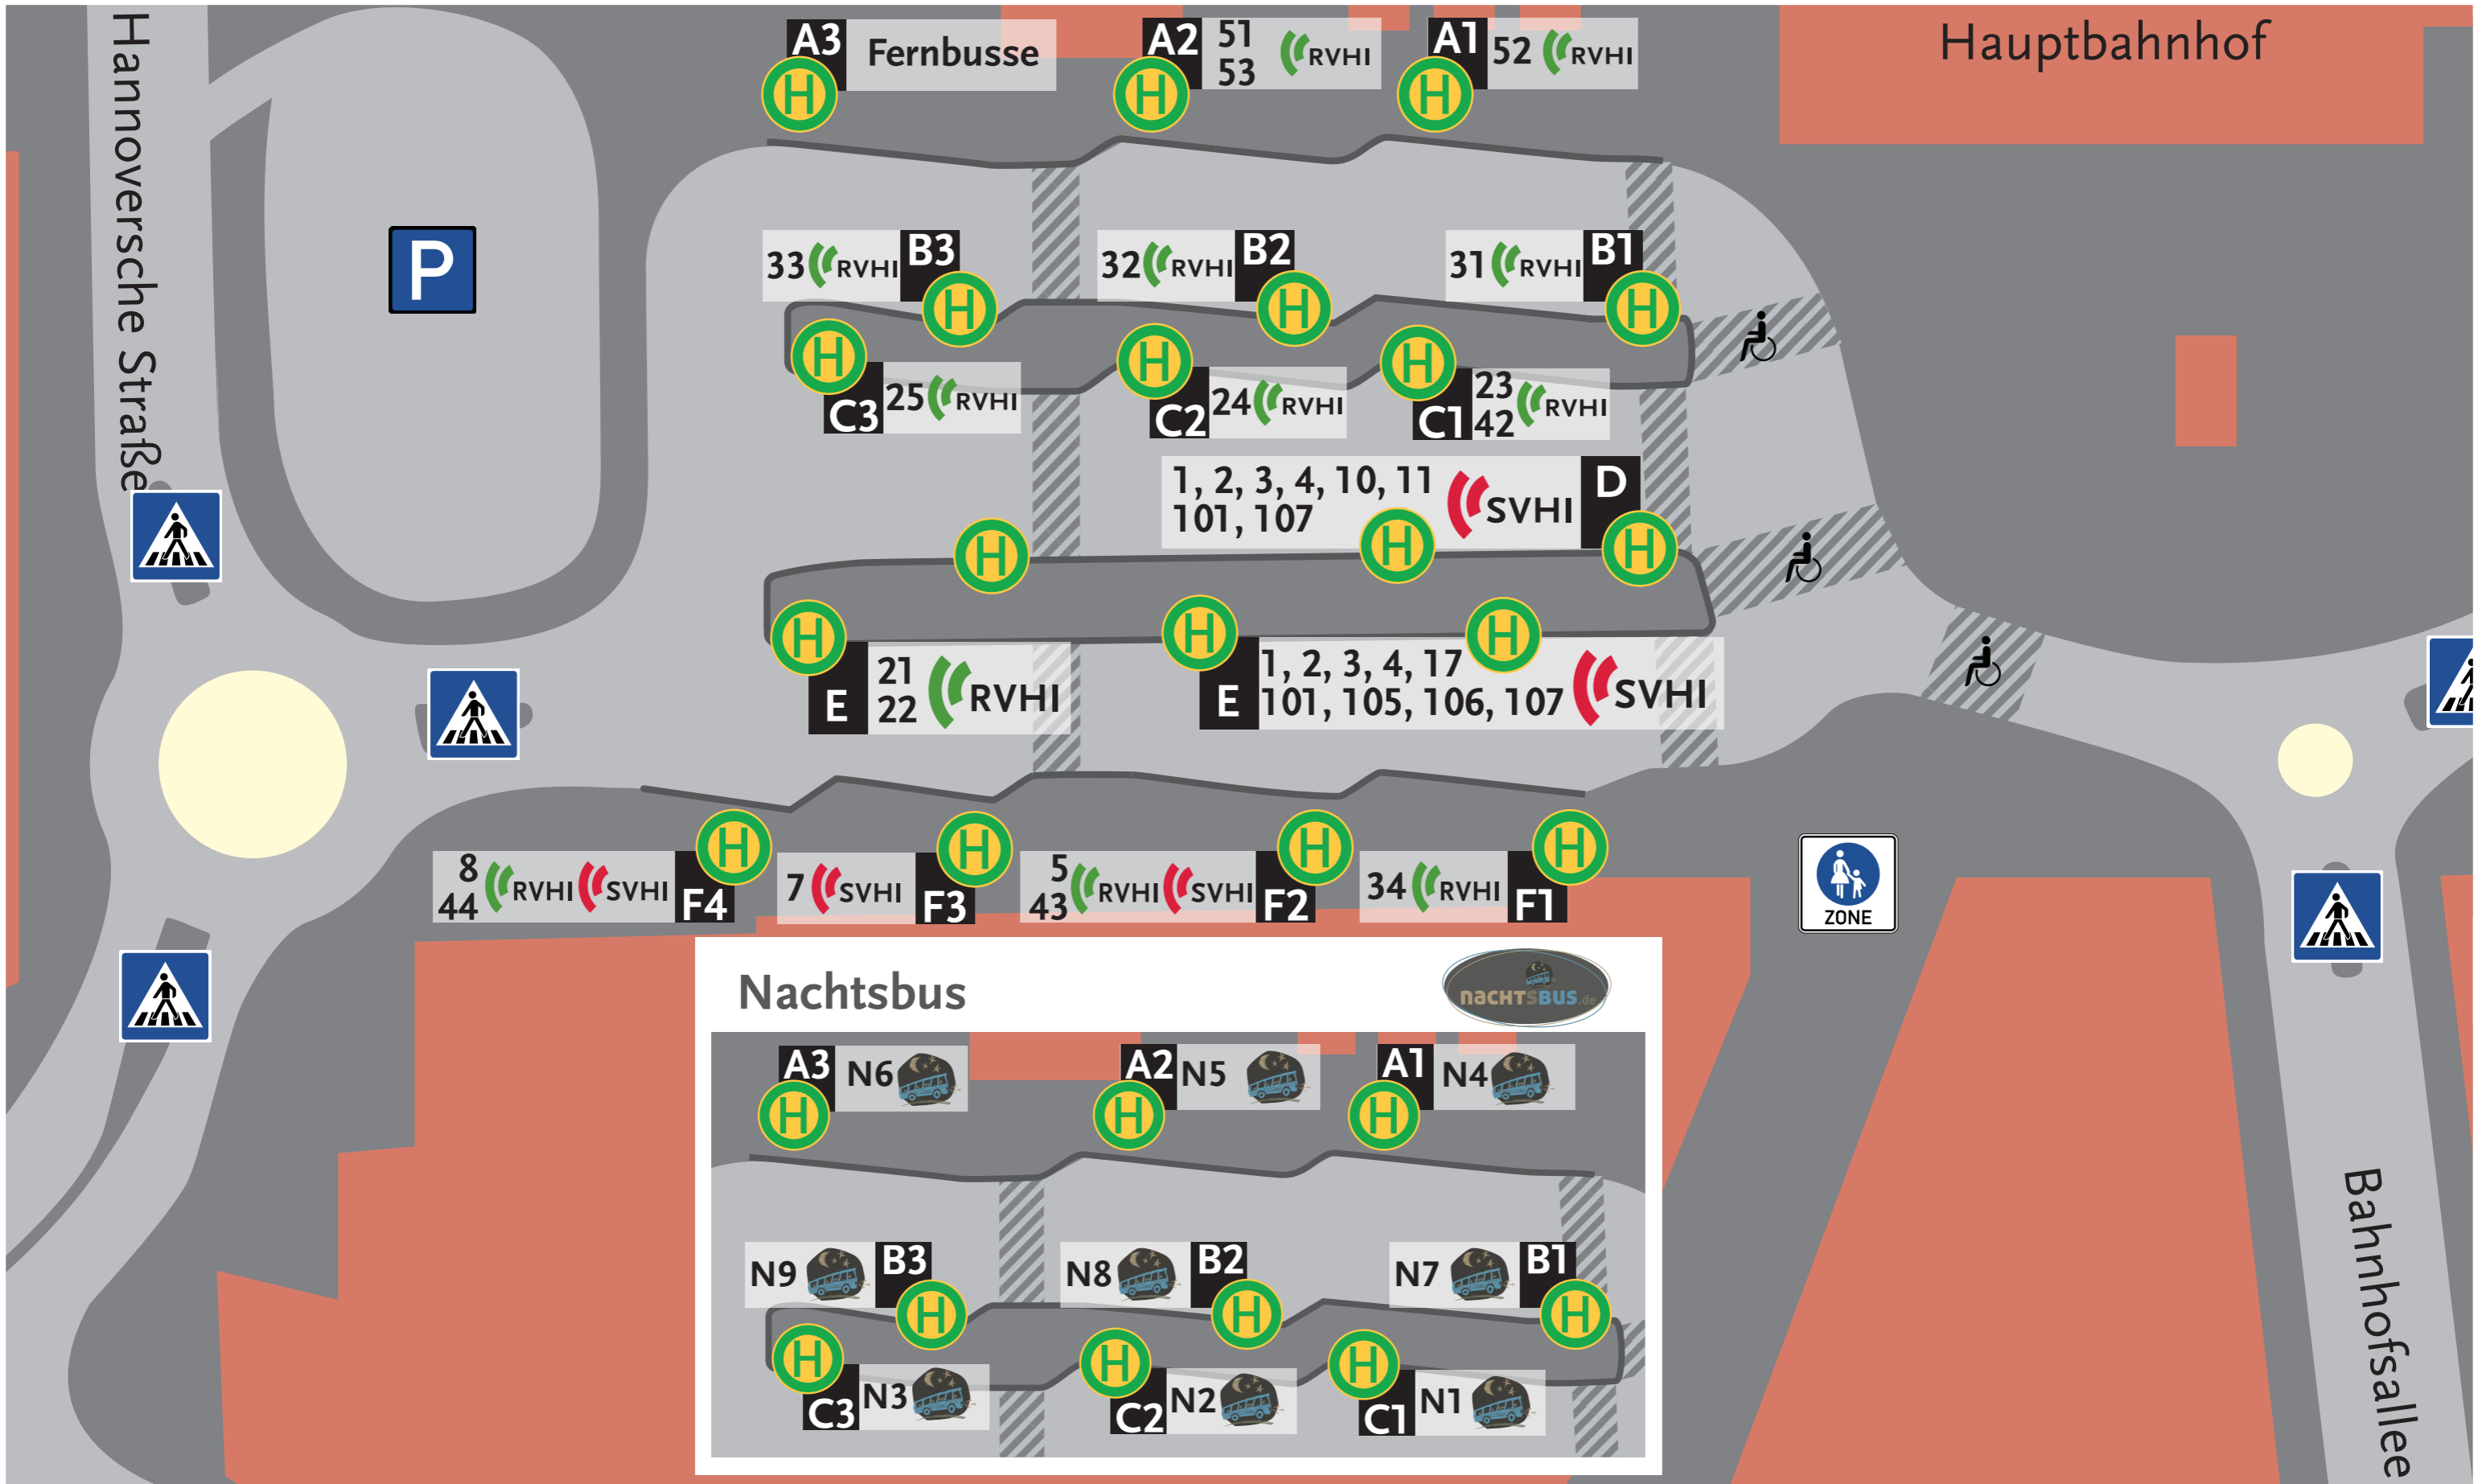 Hannoversche Straße
A3
Fernbusse
A2
51
53
RVHI
A1
52 RVHI
Hauptbahnhof
P
33 RVHI B3
32 RVHI B2
31 RVHI B1
H
H
H
H
H
H
H
H
H
C3 25 RVHI
C2 24 RVHI
C1
23
42
RVHI
1, 2, 3, 4, 10, 11
101, 107
SVHI
D
H
H
H
H
H
H
E
21
22
RVHI
E
1, 2, 3, 4, 17
101, 105, 106, 107
SVHI
H
H
H
H
8
44
RVHI SVHI F4
7 SVHI F3
5
43
RVHI SVHI F2
34 RVHI F1
ZONE
Nachtsbus
NACHTSBUS.de
A3 N6
A2 N5
A1 N4
H
H
H
N9 B3
N8 B2
N7 B1
H
H
H
H
H
H
C3 N3
C2 N2
C1 N1
Bahnhofsallee